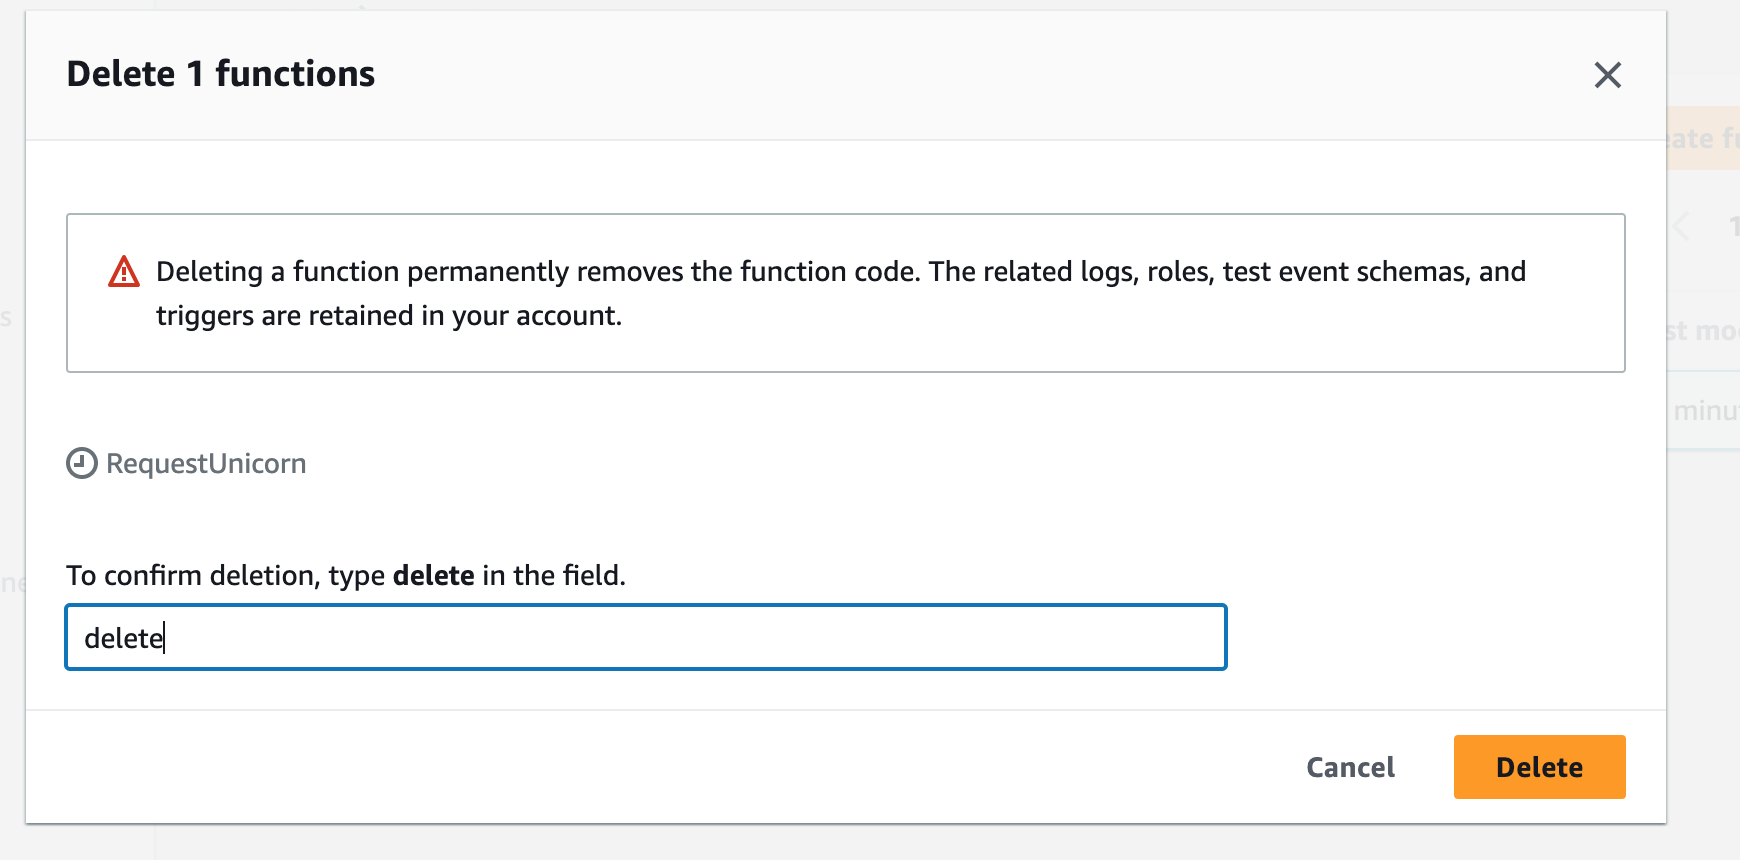 Delete 1 functions
Deleting a function permanently removes the function code. The related logs, roles, test event schemas, and
triggers are retained in your account.
RequestUnicorn
To confirm deletion, type delete in the field.
delete
Cancel
Delete